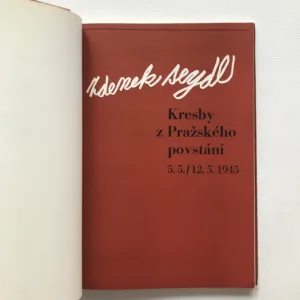 zdenek seydl
Kresby
z Pražského
povstání
5. 5. / 12. 5. 1945